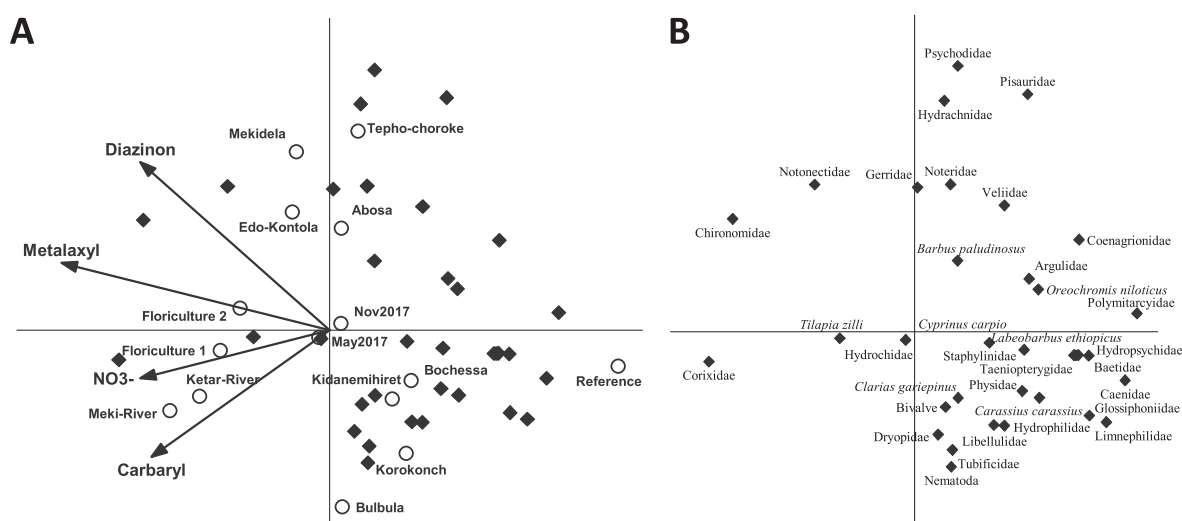 A
Tepho-choroke
Mekidela
Diazinon
Abosa
Edo-Kontola
Metalaxyl
Nov2017
Floriculture 2
May2017
Floriculture 1
Bochessa
NO3-
Ketar-River
Kidanemihiret
Reference
Meki-River
Carbaryl
Korokonch
Bulbula
B
Psychodidae
Pisauridae
Hydrachnidae
Notonectidae
Gerridae
Noteridae
Veliidae
Chironomidae
Coenagrionidae
Barbus paludinosus
Argulidae
Oreochromis niloticus
Polymitarcyidae
Tilapia zilli
Cyprinus carpio
Labeobarbus ethiopicus
Hydrochidae
Staphylinidae
Hydropsychidae
Taeniopterygidae
Baetidae
Corixidae
Clarias gariepinus
Physidae
Caenidae
Bivalve
Carassius carassius
Glossiphoniidae
Dryopidae
Hydrophilidae
Limnephilidae
Libellulidae
Tubificidae
Nematoda